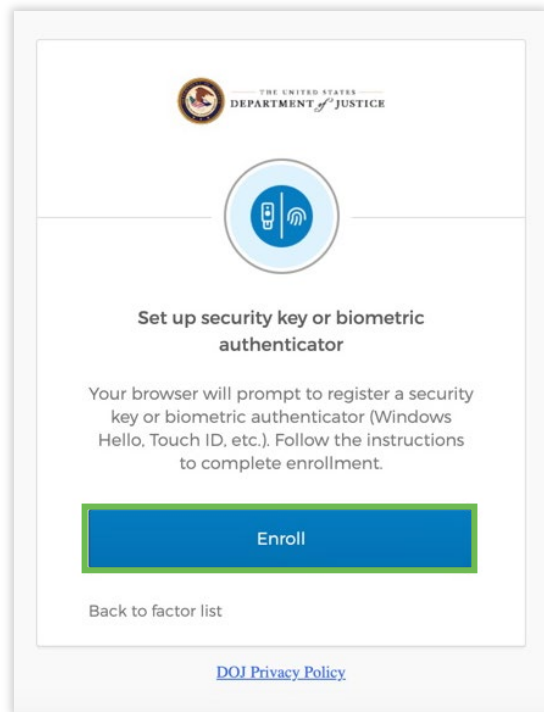 THE UNITED STATES
DEPARTMENT of JUSTICE
Set up security key or biometric
authenticator
Your browser will prompt to register a security
key or biometric authenticator (Windows
Hello, Touch ID, etc.). Follow the instructions
to complete enrollment.
Enroll
Back to factor list
DOJ Privacy Policy